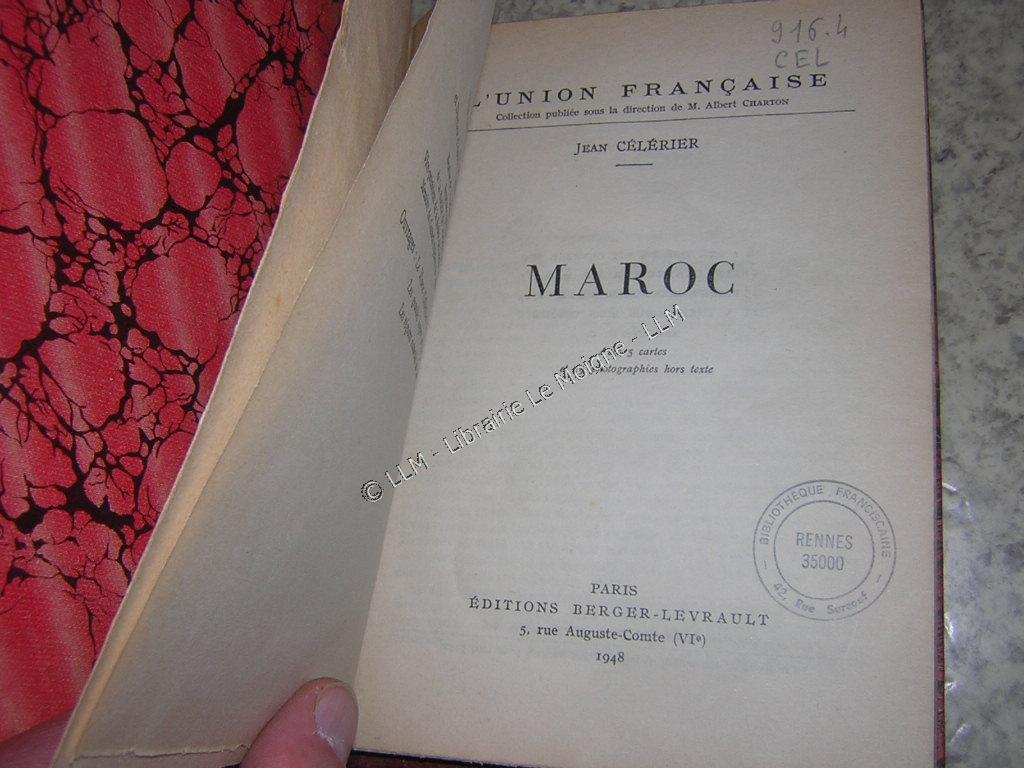 916.4
CEL
L'UNION FRANÇAISE
Collection publiée sous la direction de M. Albert CHARTON
JEAN CÉLÉRIER
MAROC
5 cartes
photographies hors texte
© LLM - Librairie Le Moigne - LLM
BIBLIOTHÈQUE FRANCISCAINE
RENNES
35000
42, Rue Surcouf
PARIS
ÉDITIONS BERGER-LEVRAULT
5, rue Auguste-Comte (VIe)
1948